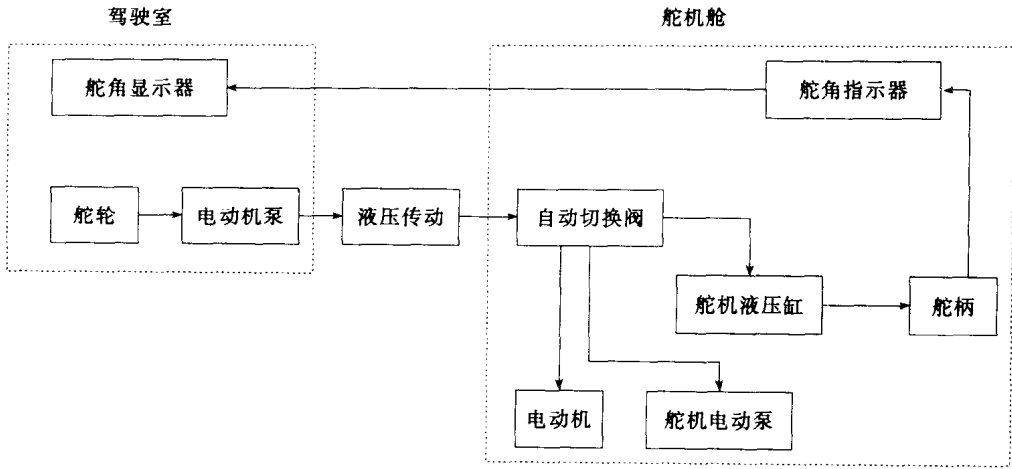 驾驶室
舵机舱
舵角显示器
舵角指示器
舵轮
电动机泵
液压传动
自动切换阀
舵机液压缸
舵柄
电动机
舵机电动泵